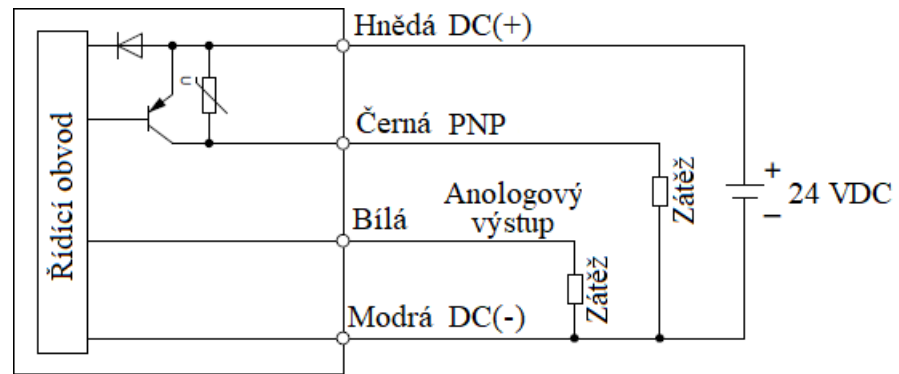 Hnědá DC(+)
Černá PNP
Anologový
výstup
Bílá
Modrá DC(-)
Řídící obvod
Zátěž
Zátěž
+
24 VDC
−
U